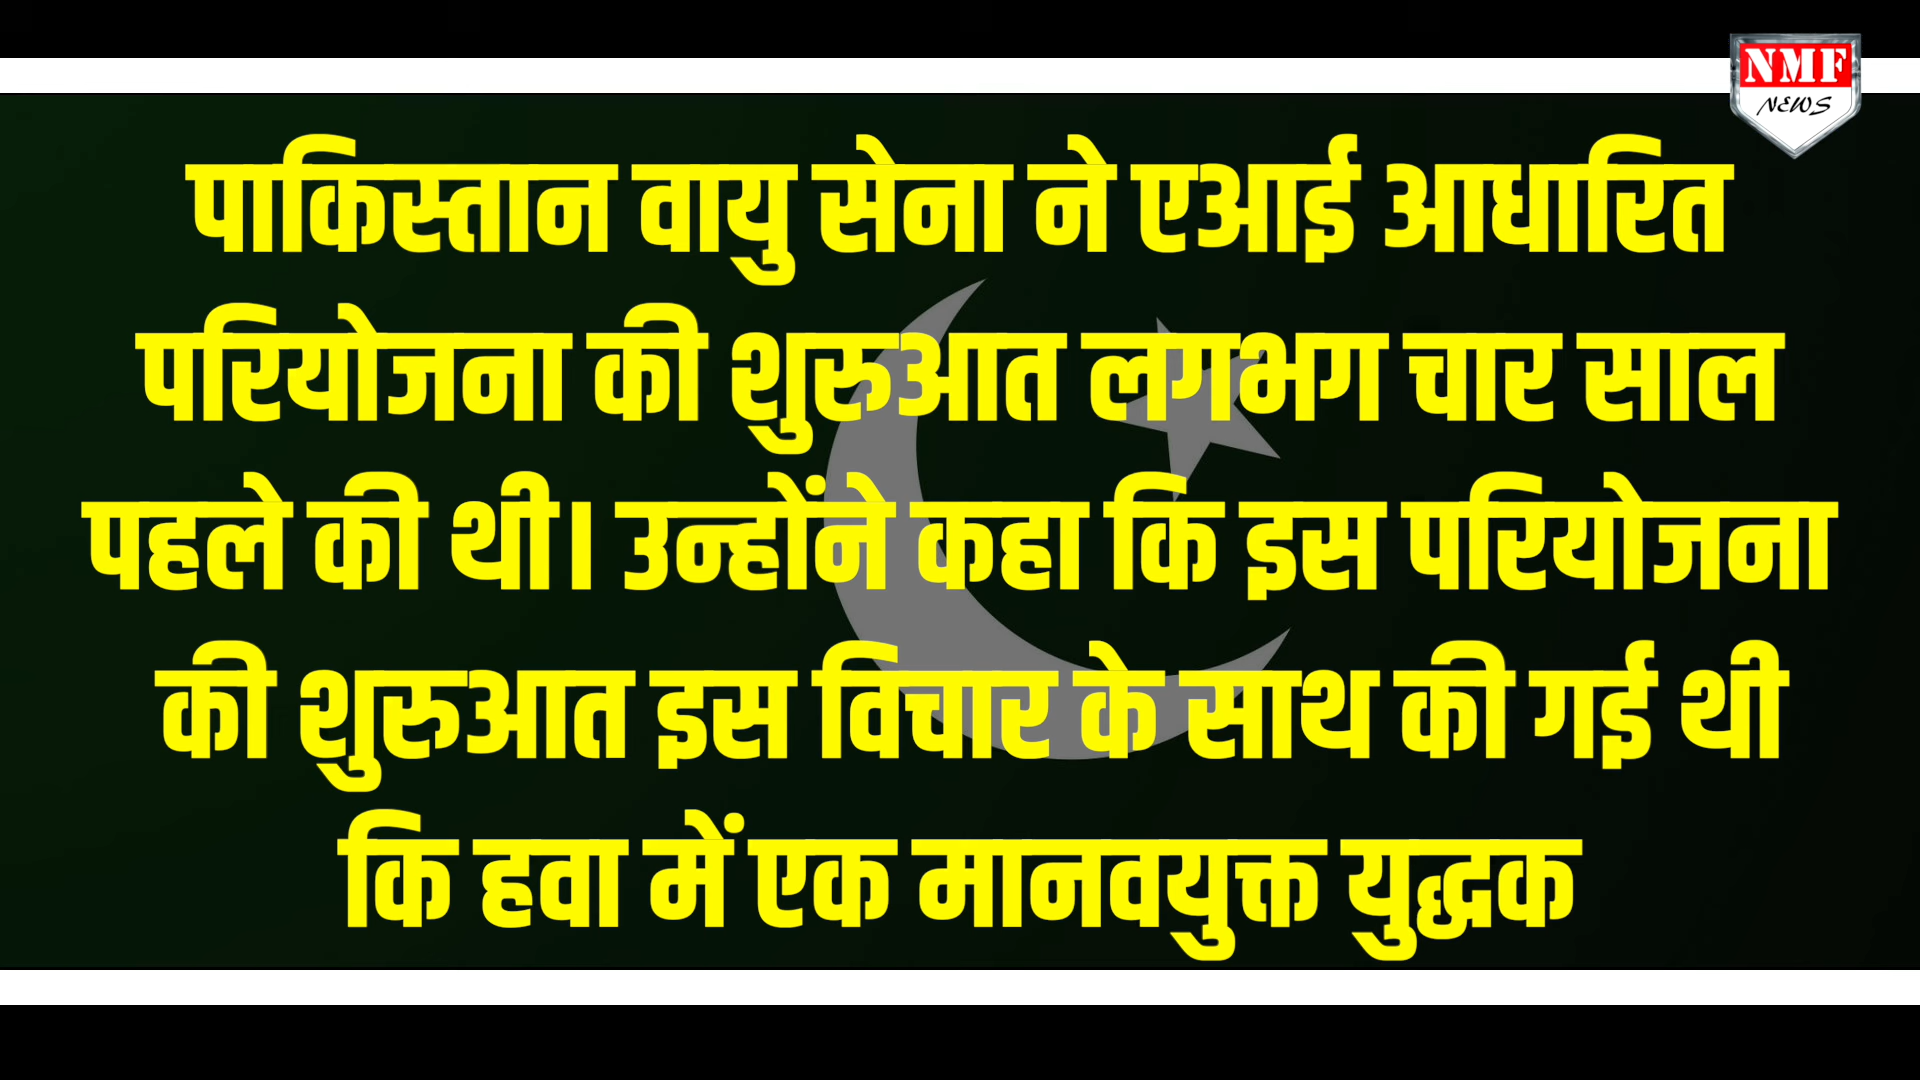 NMF
NEWS
पाकिस्तान वायु सेना ने एआई आधारित
परियोजना की शुरुआत लगभग चार साल
पहले की थी। उन्होंने कहा कि इस परियोजना
की शुरुआत इस विचार के साथ की गई थी
कि हवा में एक मानवयुक्त युद्धक